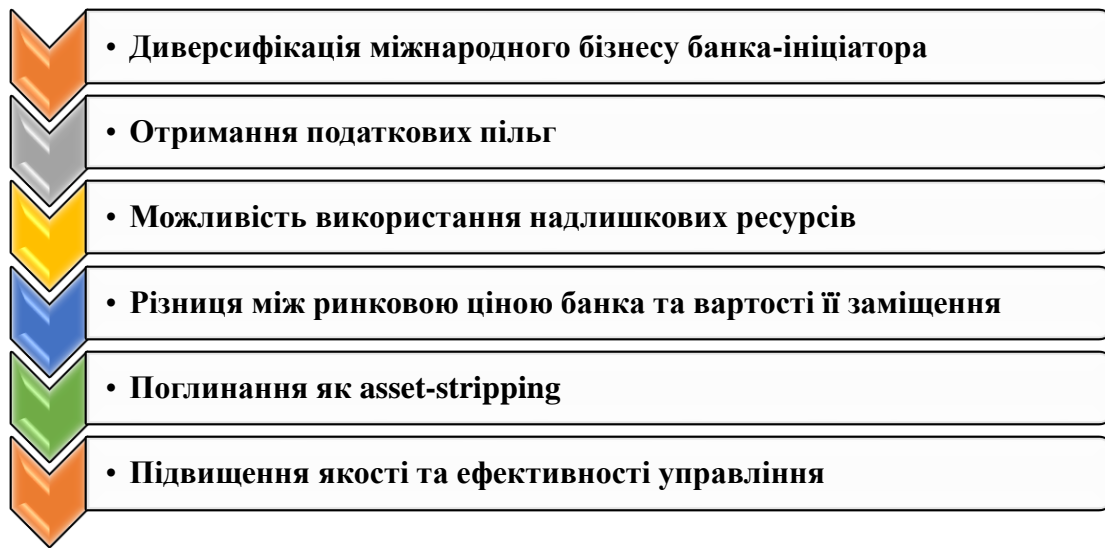 • Диверсифікація міжнародного бізнесу банка-ініціатора
• Отримання податкових пільг
• Можливість використання надлишкових ресурсів
• Різниця між ринковою ціною банка та вартості її заміщення
• Поглинання як asset-stripping
• Підвищення якості та ефективності управління